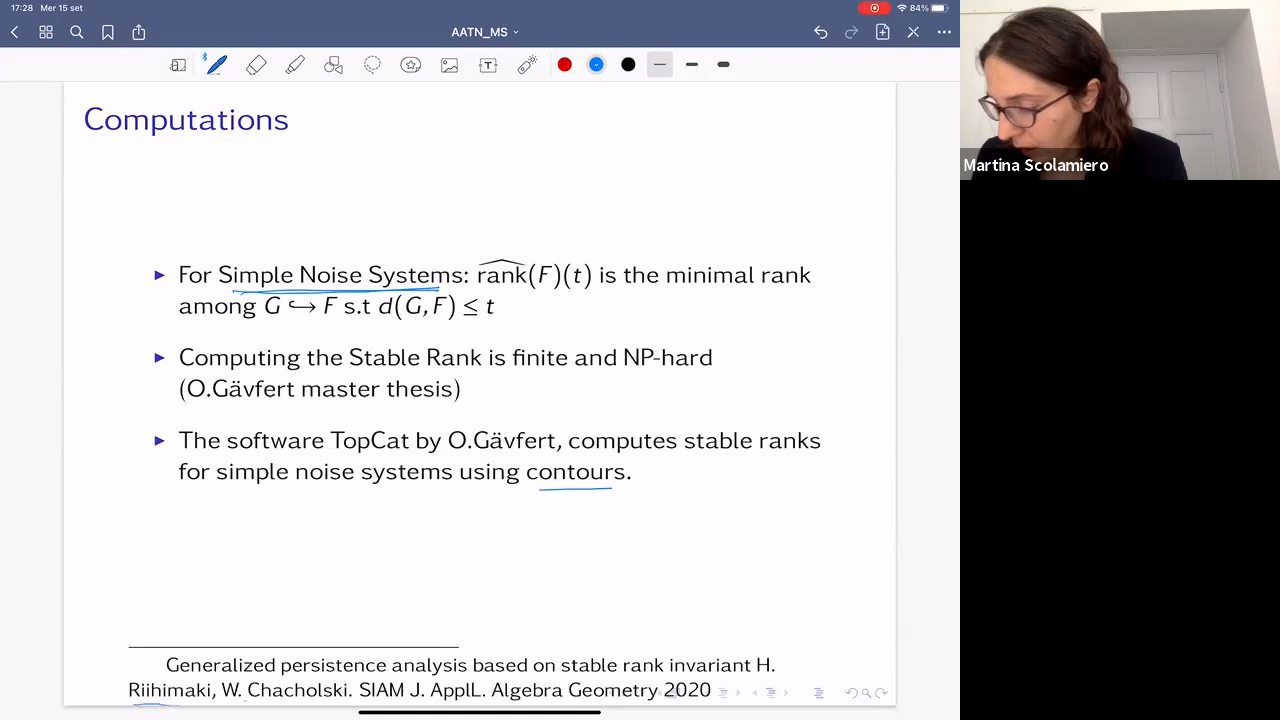 17:28 Mer 15 set
84%
AATN_MS
T
Computations
Martina Scolamiero
▶ For Simple Noise Systems: \widehat{rank}(F)(t) is the minimal rank
among G ↪ F s.t d(G, F) ≤ t
▶ Computing the Stable Rank is finite and NP-hard
(O.Gävfert master thesis)
▶ The software TopCat by O.Gävfert, computes stable ranks
for simple noise systems using contours.
Generalized persistence analysis based on stable rank invariant H.
Riihimaki, W. Chacholski. SIAM J. ApplL. Algebra Geometry 2020